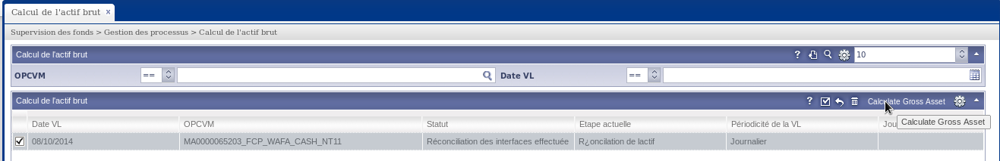 Calcul de l'actif brut ×
Supervision des fonds > Gestion des processus > Calcul de l'actif brut
Calcul de l'actif brut ? 10
OPCVM == Date VL ==
Calcul de l'actif brut ? Calculate Gross Asset
Calculate Gross Asset
Date VL OPCVM Statut Etape actuelle Périodicité de la VL Jou
08/10/2014 MA0000065203_FCP_WAFA_CASH_NT11 Réconciliation des interfaces effectuée R¿oncilation de lactif Journalier